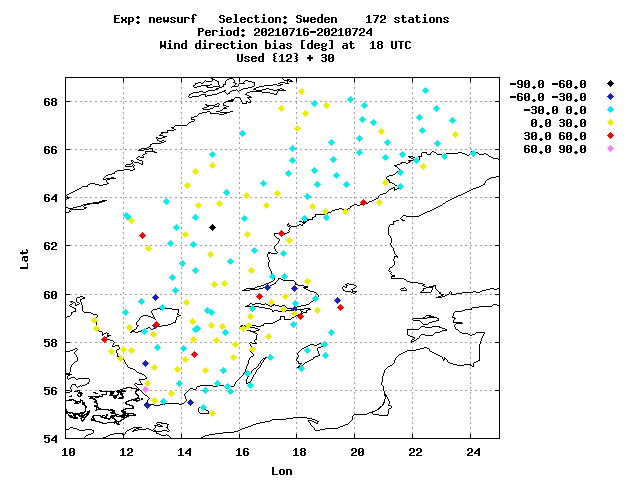 Exp: newsurf Selection: Sweden 172 stations
Period: 20210716-20210724
Wind direction bias [deg] at 18 UTC
Used {12} + 30
-90.0 -60.0
-60.0 -30.0
-30.0 0.0
0.0 30.0
30.0 60.0
60.0 90.0
68
66
64
62
60
58
56
54
Lat
10 12 14 16 18 20 22 24
Lon